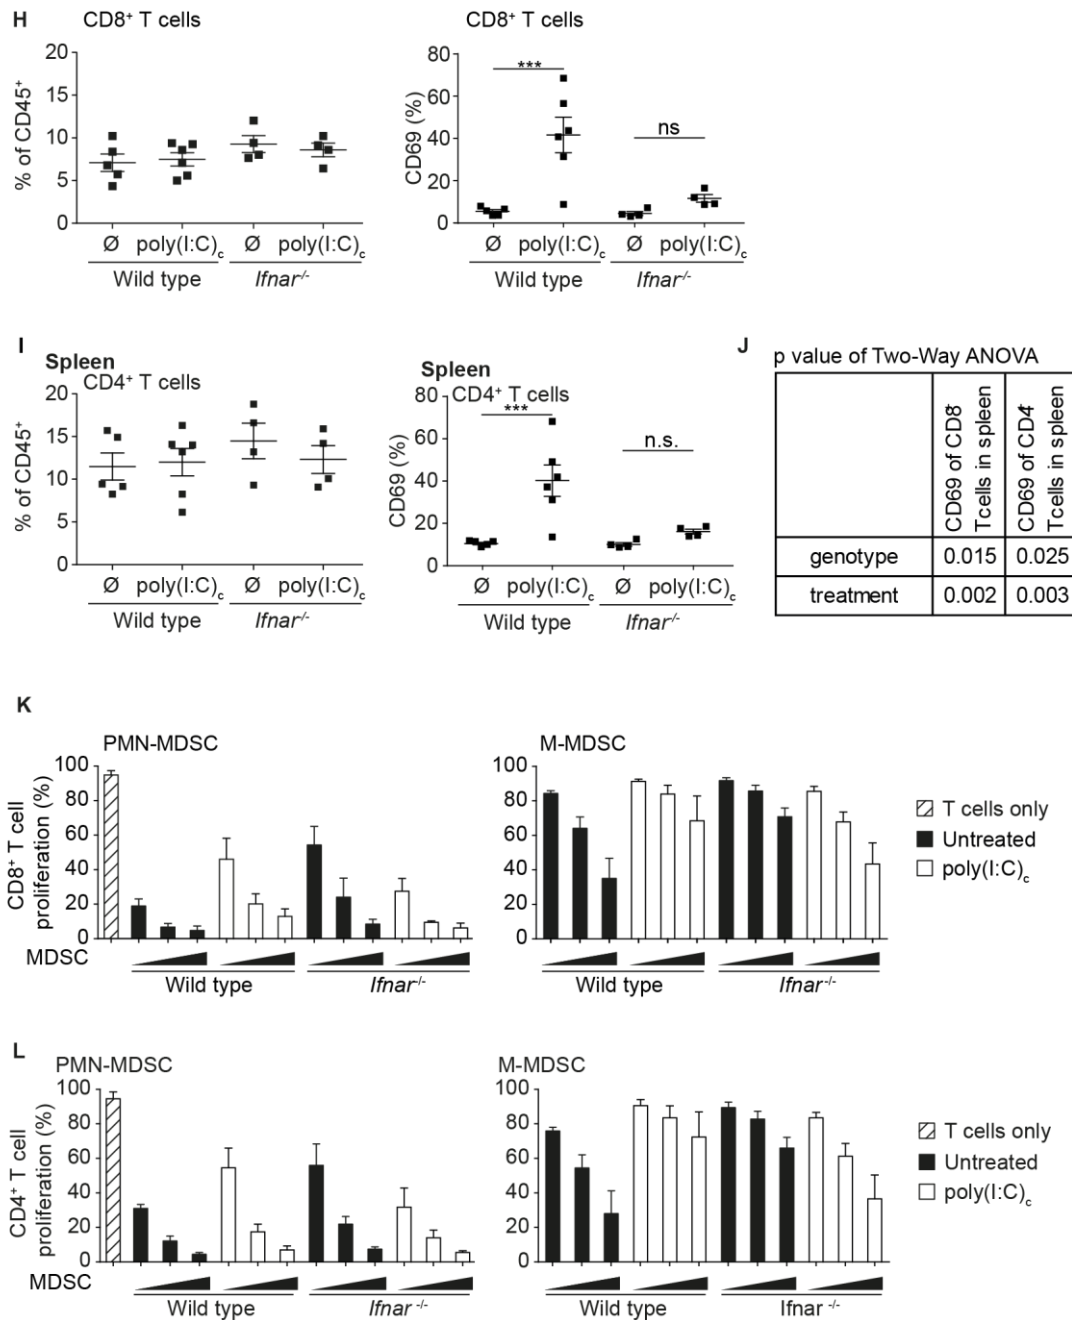 H
CD8⁺ T cells
% of CD45⁺
20
15
10
5
0
Ø poly(I:C)c Ø poly(I:C)c
Wild type Ifnar-/-
CD8⁺ T cells
CD69 (%)
80
60
40
20
0
***
ns
Ø poly(I:C)c Ø poly(I:C)c
Wild type Ifnar-/-
I
Spleen
CD4⁺ T cells
% of CD45⁺
20
15
10
5
0
Ø poly(I:C)c Ø poly(I:C)c
Wild type Ifnar-/-
Spleen
CD4⁺ T cells
CD69 (%)
80
60
40
20
0
***
n.s.
Ø poly(I:C)c Ø poly(I:C)c
Wild type Ifnar-/-
J
p value of Two-Way ANOVA
CD69 of CD8
Tcells in spleen
CD69 of CD4
Tcells in spleen
genotype 0.015 0.025
treatment 0.002 0.003
K
PMN-MDSC
CD8⁺ T cell
proliferation (%)
100
80
60
40
20
0
MDSC
Wild type Ifnar-/-
M-MDSC
100
80
60
40
20
0
Wild type Ifnar-/-
T cells only
Untreated
poly(I:C)c
L
PMN-MDSC
CD4⁺ T cell
proliferation (%)
100
80
60
40
20
0
MDSC
Wild type Ifnar-/-
M-MDSC
100
80
60
40
20
0
Wild type Ifnar -/-
T cells only
Untreated
poly(I:C)c